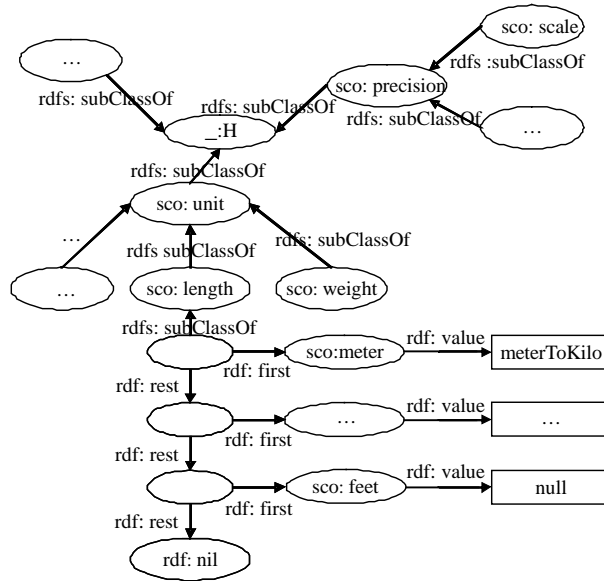 sco: scale
…
rdfs :subClassOf
sco: precision
rdfs: subClassOf
rdfs: subClassOf
rdfs: subClassOf
…
_:H
rdfs: subClassOf
sco: unit
…
rdfs subClassOf
rdfs: subClassOf
…
sco: length
sco: weight
rdfs: subClassOf
rdf: value
sco:meter
meterToKilo
rdf: first
rdf: rest
rdf: value
…
…
rdf: first
rdf: rest
rdf: value
sco: feet
null
rdf: first
rdf: rest
rdf: nil